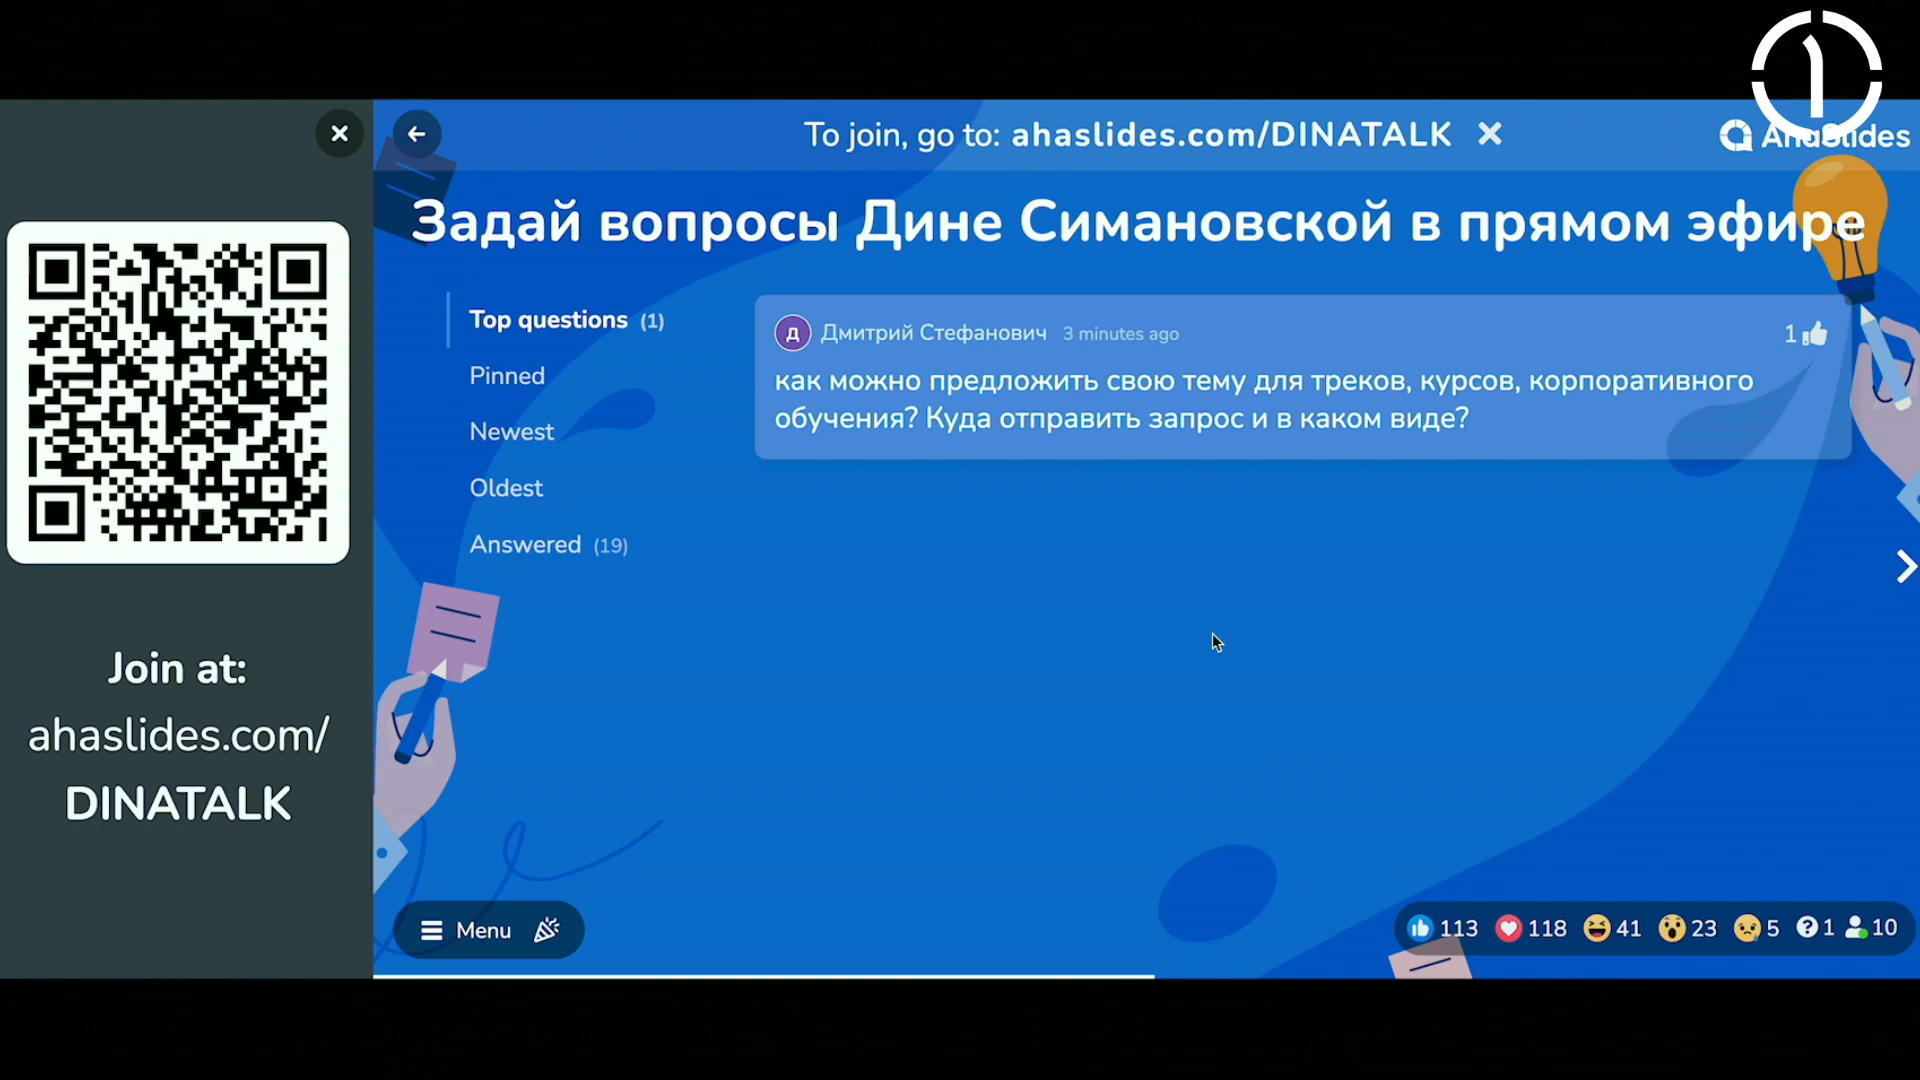 To join, go to: ahaslides.com/DINATALK
AhaSlides
Задай вопросы Дине Симановской в прямом эфире
Top questions (1)
Pinned
Newest
Oldest
Answered (19)
Д Дмитрий Стефанович 3 minutes ago 1
как можно предложить свою тему для треков, курсов, корпоративного
обучения? Куда отправить запрос и в каком виде?
Join at:
ahaslides.com/
DINATALK
Menu
113 118 41 23 5 1 10